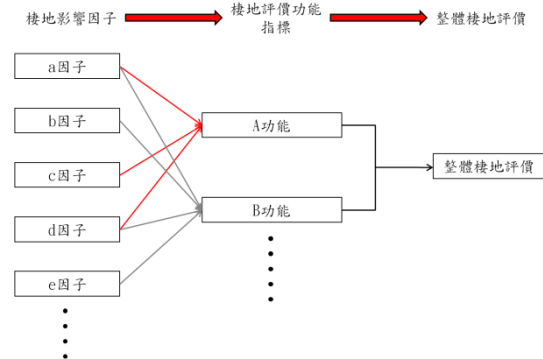 棲地影響因子
棲地評價功能
指標
整體棲地評價
a因子
b因子
c因子
d因子
e因子
A功能
B功能
整體棲地評價